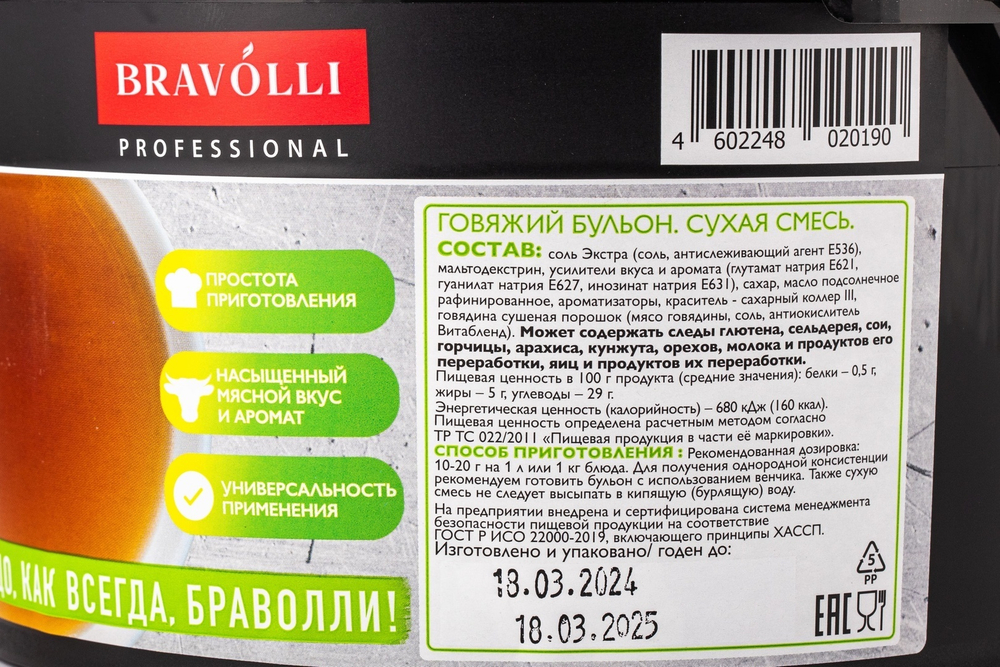 BRAVÓLLI
PROFESSIONAL
4 602248 020190
ПРОСТОТА
ПРИГОТОВЛЕНИЯ
НАСЫЩЕННЫЙ
МЯСНОЙ ВКУС
И АРОМАТ
УНИВЕРСАЛЬНОСТЬ
ПРИМЕНЕНИЯ
КАК ВСЕГДА, БРАВОЛЛИ!
ГОВЯЖИЙ БУЛЬОН. СУХАЯ СМЕСЬ.
СОСТАВ: соль Экстра (соль, антислеживающий агент Е536),
мальтодекстрин, усилители вкуса и аромата (глутамат натрия Е621,
гуанилат натрия Е627, инозинат натрия Е631), сахар, масло подсолнечное
рафинированное, ароматизаторы, краситель - сахарный коллер III,
говядина сушеная порошок (мясо говядины, соль, антиокислитель
Витабленд). Может содержать следы глютена, сельдерея, сои,
горчицы, арахиса, кунжута, орехов, молока и продуктов его
переработки, яиц и продуктов их переработки.
Пищевая ценность в 100 г продукта (средние значения): белки – 0,5 г,
жиры – 5 г, углеводы – 29 г.
Энергетическая ценность (калорийность) – 680 кДж (160 ккал).
Пищевая ценность определена расчетным методом согласно
ТР ТС 022/2011 «Пищевая продукция в части её маркировки».
СПОСОБ ПРИГОТОВЛЕНИЯ : Рекомендованная дозировка:
10-20 г на 1 л или 1 кг блюда. Для получения однородной консистенции
рекомендуем готовить бульон с использованием венчика. Также сухую
смесь не следует высыпать в кипящую (бурлящую) воду.
На предприятии внедрена и сертифицирована система менеджмента
безопасности пищевой продукции на соответствие
ГОСТ Р ИСО 22000-2019, включающего принципы ХАССП.
Изготовлено и упаковано/ годен до:
18.03.2024
18.03.2025
5
PP
EAC